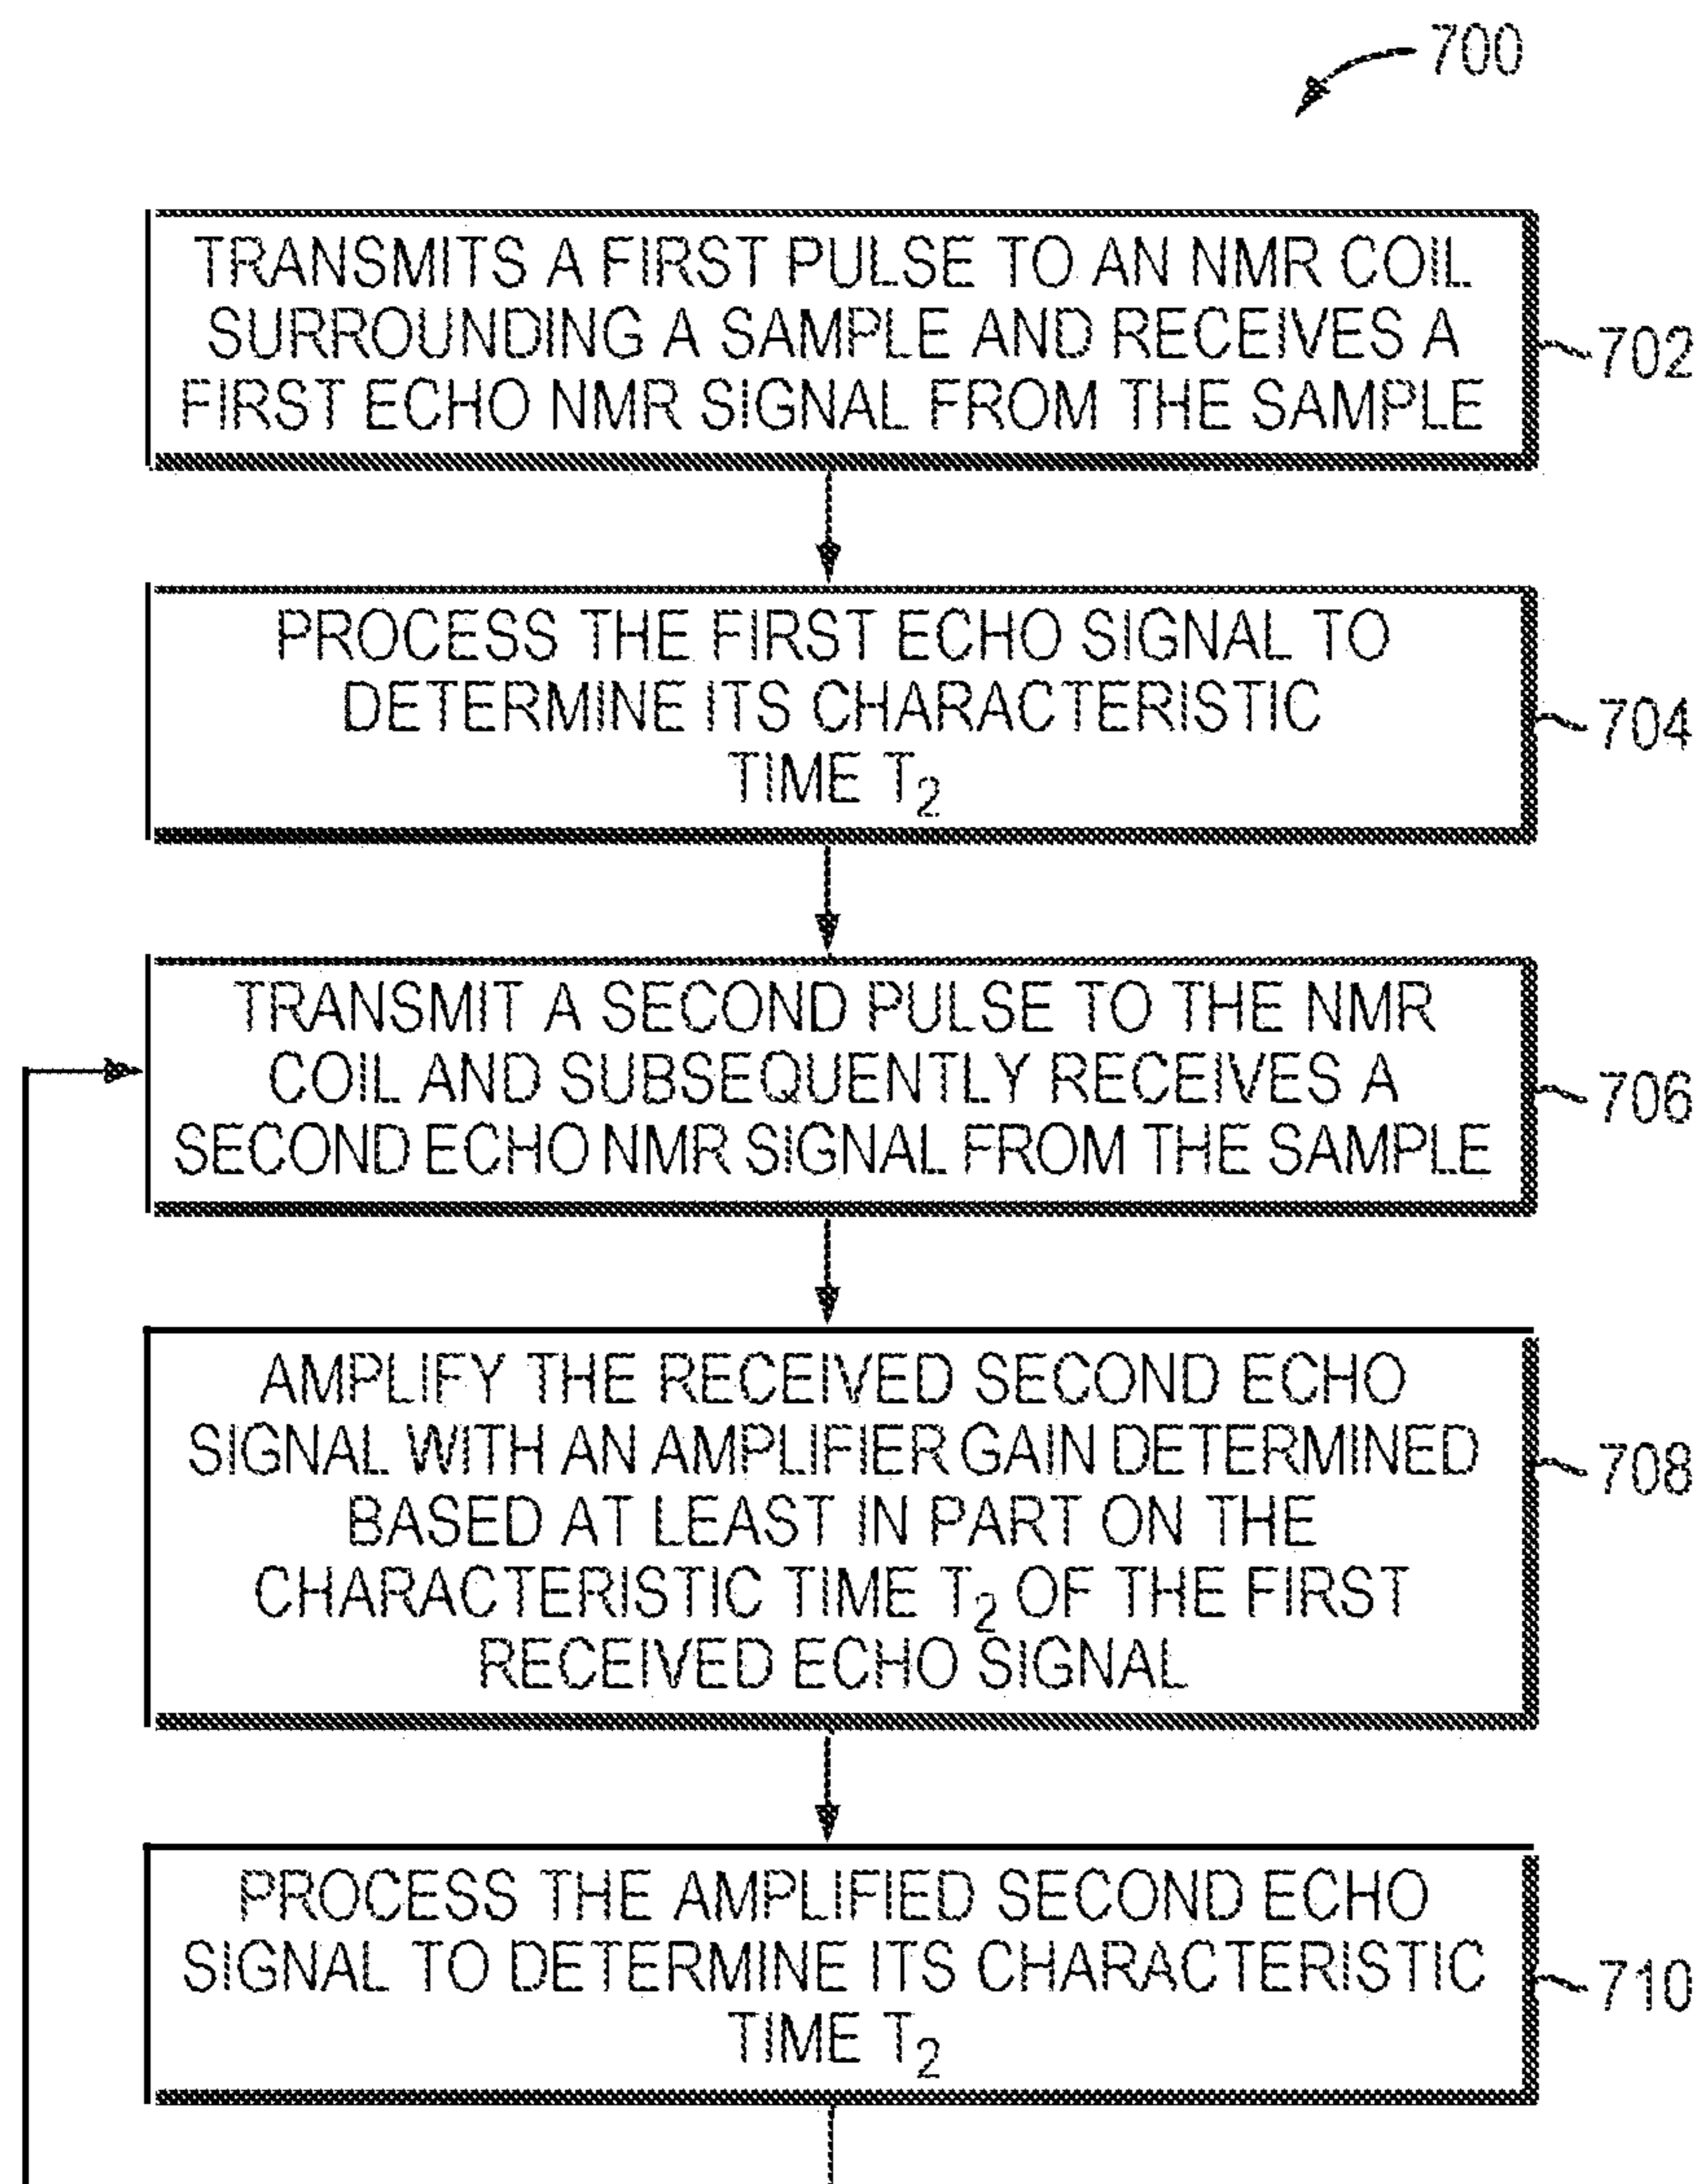 700
TRANSMITS A FIRST PULSE TO AN NMR COIL
SURROUNDING A SAMPLE AND RECEIVES A
FIRST ECHO NMR SIGNAL FROM THE SAMPLE
702
PROCESS THE FIRST ECHO SIGNAL TO
DETERMINE ITS CHARACTERISTIC
TIME T₂
704
TRANSMIT A SECOND PULSE TO THE NMR
COIL AND SUBSEQUENTLY RECEIVES A
SECOND ECHO NMR SIGNAL FROM THE SAMPLE
706
AMPLIFY THE RECEIVED SECOND ECHO
SIGNAL WITH AN AMPLIFIER GAIN DETERMINED
BASED AT LEAST IN PART ON THE
CHARACTERISTIC TIME T₂ OF THE FIRST
RECEIVED ECHO SIGNAL
708
PROCESS THE AMPLIFIED SECOND ECHO
SIGNAL TO DETERMINE ITS CHARACTERISTIC
TIME T₂
710